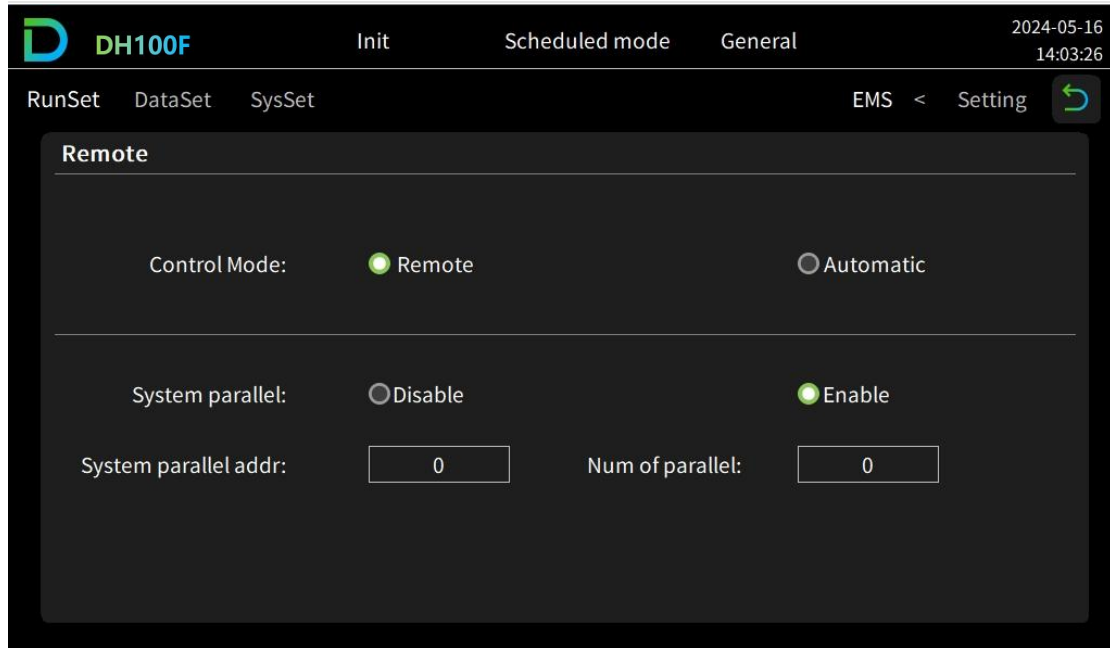 DH100F Init Scheduled mode General 2024-05-16
14:03:26
RunSet DataSet SysSet EMS < Setting
Remote
Control Mode: Remote Automatic
System parallel: Disable Enable
System parallel addr: 0 Num of parallel: 0